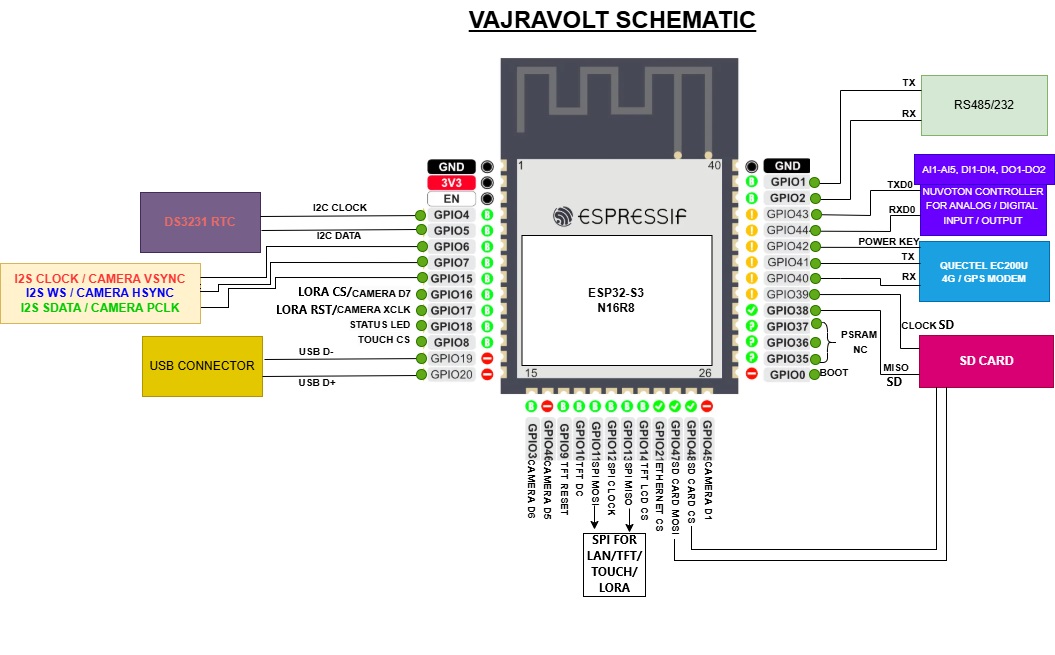 VAJRAVOLT SCHEMATIC
TX
RS485/232
RX
1
40
GND
3V3
EN
GPIO4
GPIO5
GPIO6
GPIO7
GPIO15
GPIO16
GPIO17
GPIO18
GPIO8
GPIO19
GPIO20
GND
GPIO1
GPIO2
GPIO43
GPIO44
GPIO42
GPIO41
GPIO40
GPIO39
GPIO38
GPIO37
GPIO36
GPIO35
GPIO0
DS3231 RTC
I2C CLOCK
I2C DATA
I2S CLOCK / CAMERA VSYNC
I2S WS / CAMERA HSYNC
I2S SDATA / CAMERA PCLK
LORA CS/CAMERA D7
LORA RST/CAMERA XCLK
STATUS LED
TOUCH CS
USB CONNECTOR
USB D-
USB D+
ESPRESSIF
ESP32-S3
N16R8
15
26
AI1-AI5, DI1-DI4, DO1-DO2
TXD0
NUVOTON CONTROLLER
FOR ANALOG / DIGITAL
INPUT / OUTPUT
RXD0
POWER KEY
TX
QUECTEL EC200U
4G / GPS MODEM
RX
CLOCK SD
PSRAM
NC
BOOT
MISO
SD
SD CARD
GPIO3 CAMERA D6
GPIO46 CAMERA D5
GPIO9 TFT RESET
GPIO10 TFT DC
GPIO11 SPI MOSI
GPIO12 SPI CLOCK
GPIO13 SPI MISO
GPIO14 TFT LCD CS
GPIO21 ETHERNET CS
GPIO47 SD CARD MOSI
GPIO48 SD CARD CS
GPIO45 CAMERA D1
SPI FOR
LAN/TFT/
TOUCH/
LORA